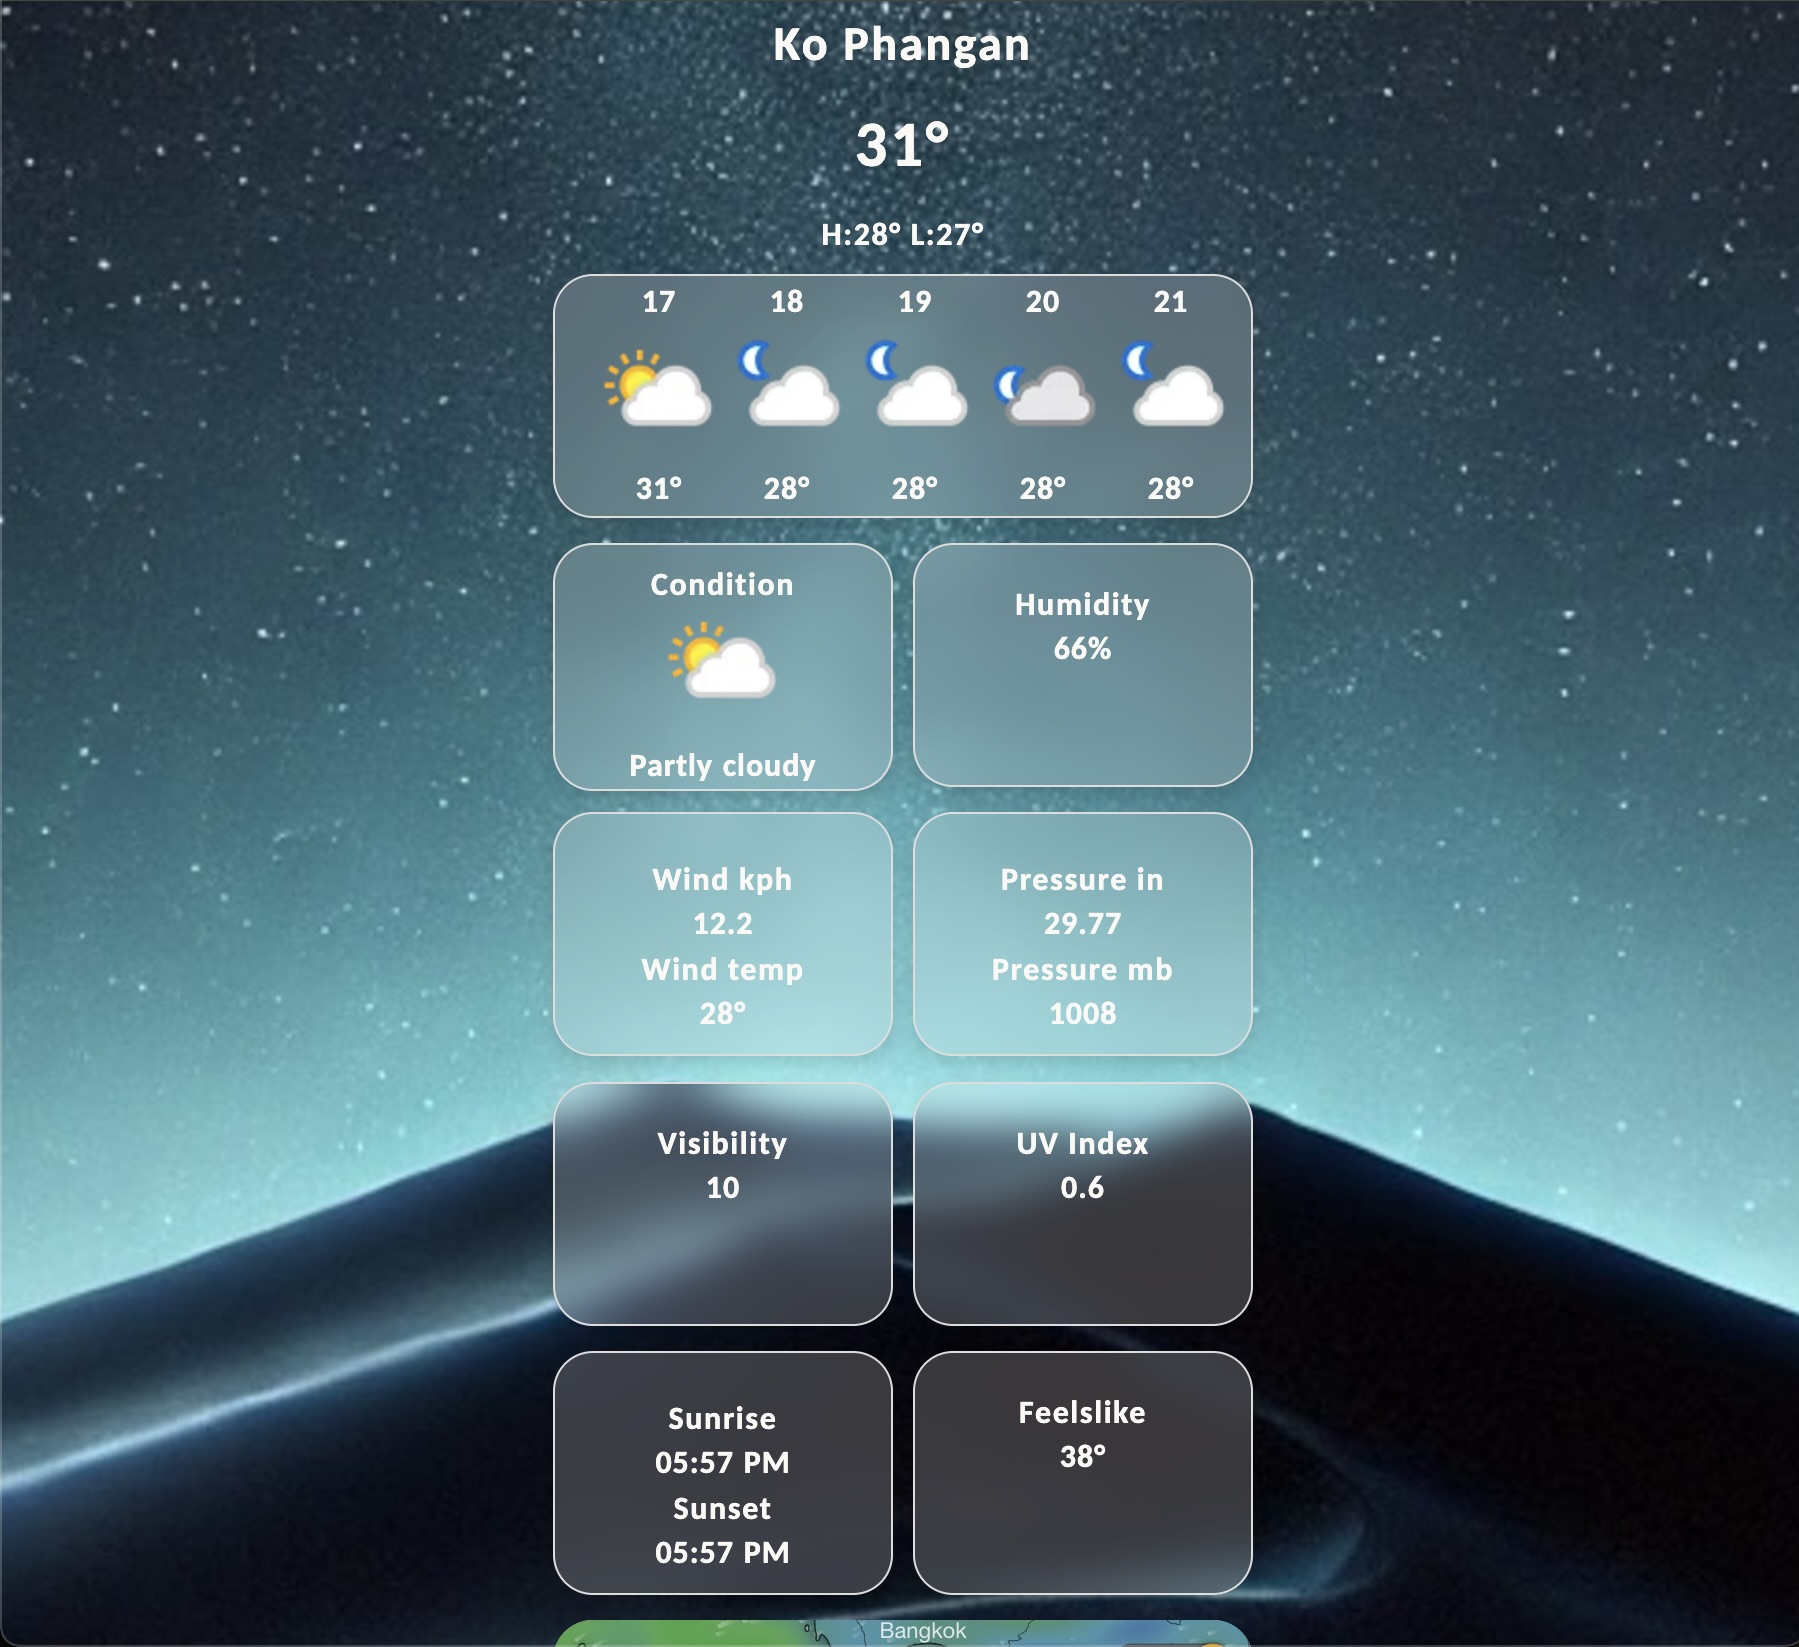 Ko Phangan
31°
H:28° L:27°
17 18 19 20 21
31° 28° 28° 28° 28°
Condition
Partly cloudy
Humidity
66%
Wind kph
12.2
Wind temp
28°
Pressure in
29.77
Pressure mb
1008
Visibility
10
UV Index
0.6
Sunrise
05:57 PM
Sunset
05:57 PM
Feelslike
38°
Bangkok